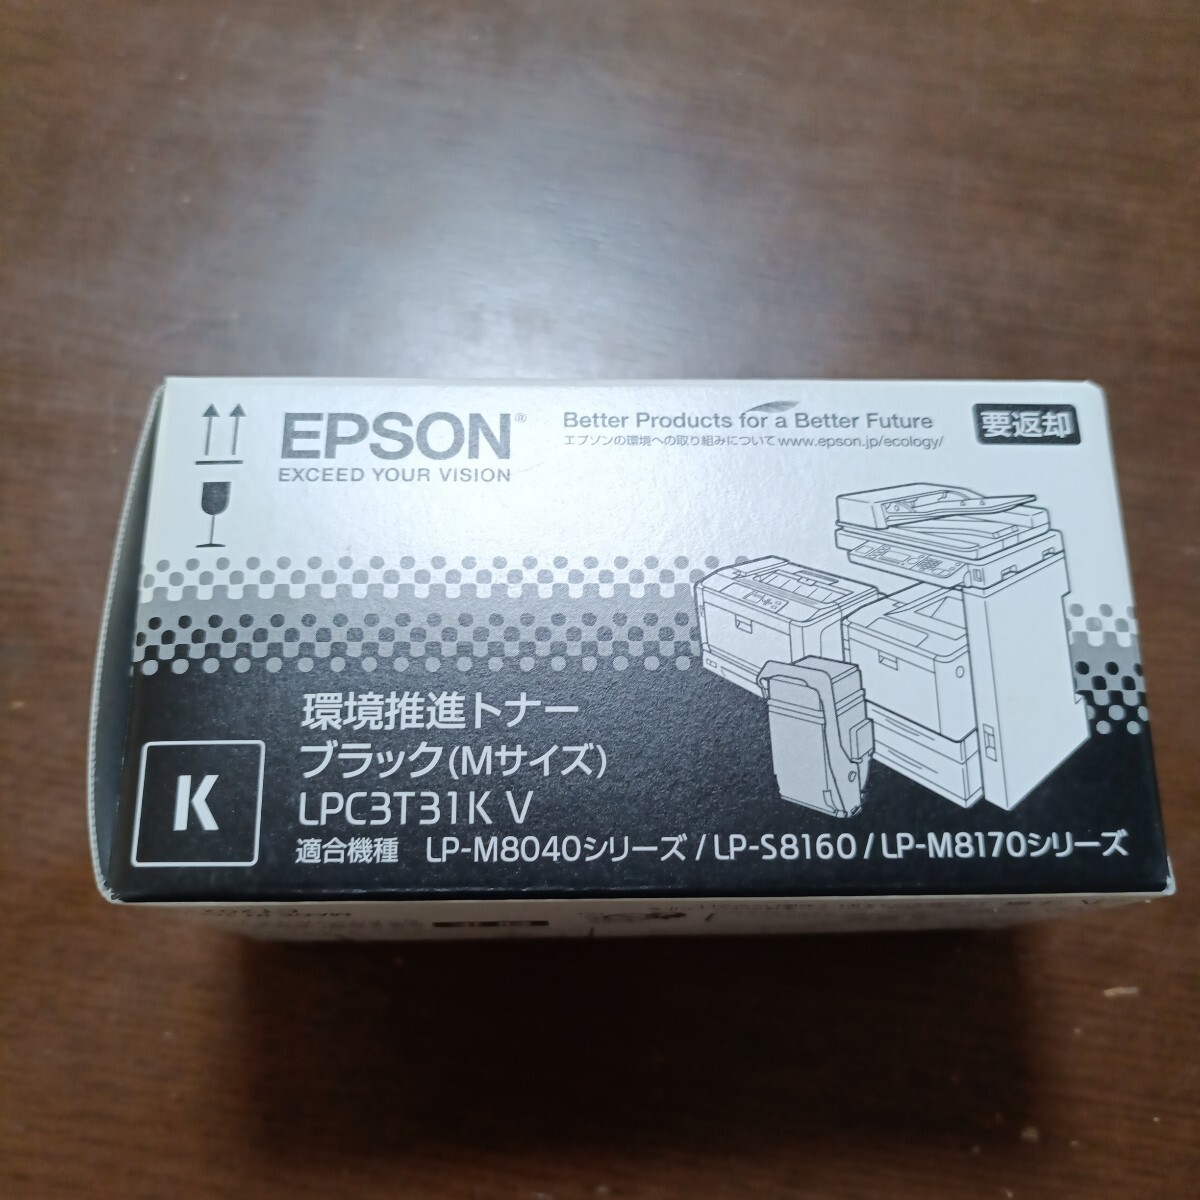 EPSON®
EXCEED YOUR VISION
Better Products for a Better Future
エプソンの環境への取り組みについて www.epson.jp/ecology/
要返却
環境推進トナー
ブラック(Mサイズ)
LPC3T31K V
K
適合機種 LP-M8040シリーズ / LP-S8160 / LP-M8170シリーズ